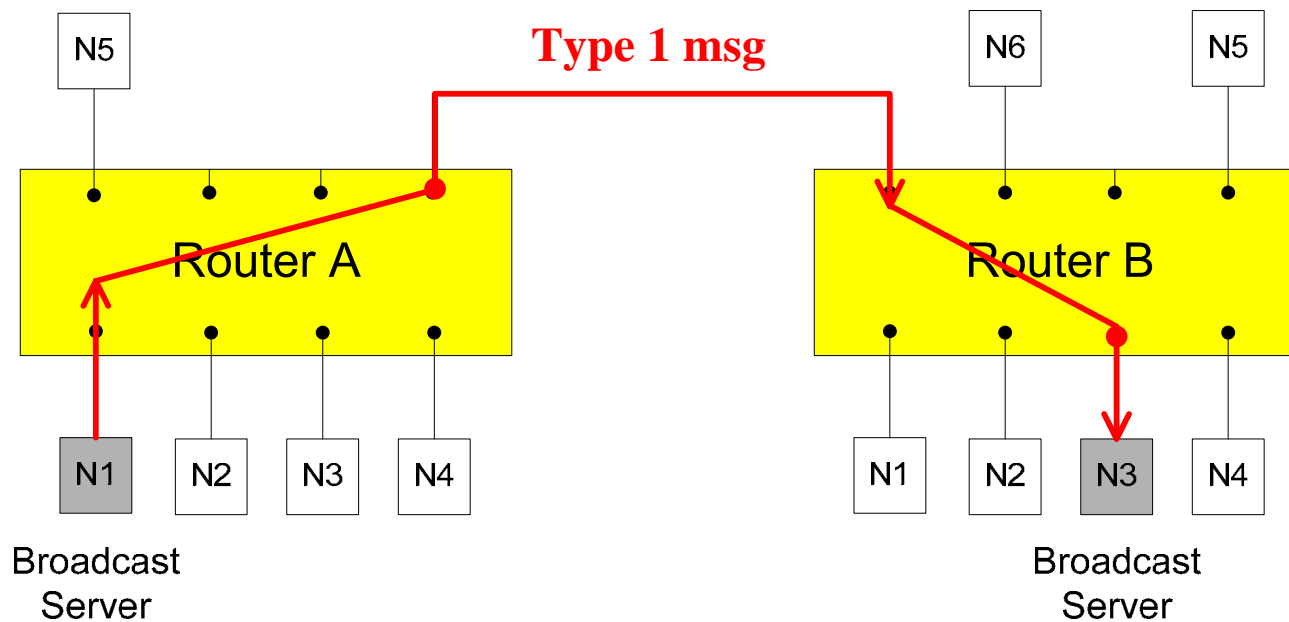 N5
Type 1 msg
N6
N5
Router A
Router B
N1
N2
N3
N4
N1
N2
N3
N4
Broadcast
Server
Broadcast
Server